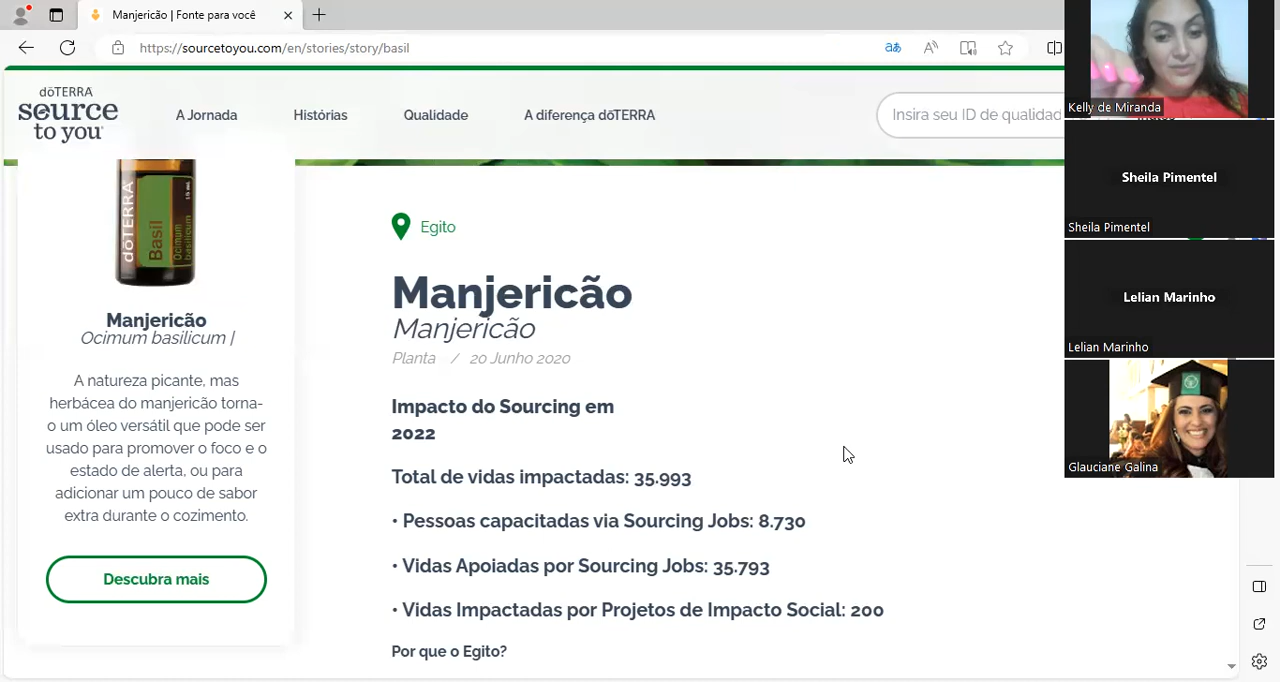 Manjericão | Fonte para você
https://sourcetoyou.com/en/stories/story/basil
dōTERRA
source
to you
A Jornada
Histórias
Qualidade
A diferença dōTERRA
Insira seu ID de qualidad
dōTERRA
Basil
Ocimum
basilicum
15 mL
Manjericão
Ocimum basilicum |
A natureza picante, mas
herbácea do manjericão torna-
o um óleo versátil que pode ser
usado para promover o foco e o
estado de alerta, ou para
adicionar um pouco de sabor
extra durante o cozimento.
Descubra mais
Egito
Manjericão
Manjericão
Planta / 20 Junho 2020
Impacto do Sourcing em
2022
Total de vidas impactadas: 35.993
• Pessoas capacitadas via Sourcing Jobs: 8.730
• Vidas Apoiadas por Sourcing Jobs: 35.793
• Vidas Impactadas por Projetos de Impacto Social: 200
Por que o Egito?
Kelly de Miranda
Sheila Pimentel
Sheila Pimentel
Lelian Marinho
Lelian Marinho
Glauciane Galina